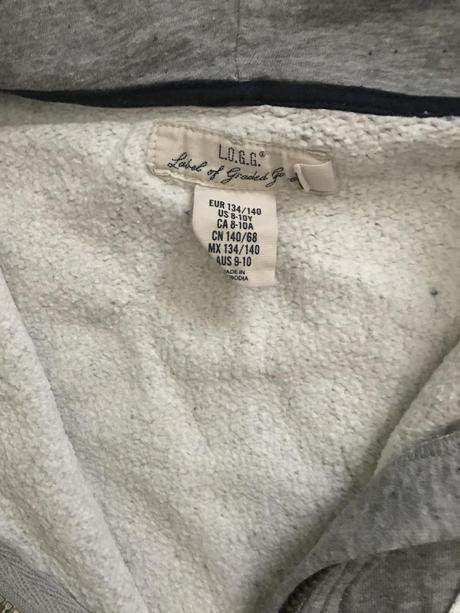 L.O.G.G.®
Label of Graded Go
EUR 134/140
US 8-10Y
CA 8-10A
CN 140/68
MX 134/140
AUS 9-10
MADE IN